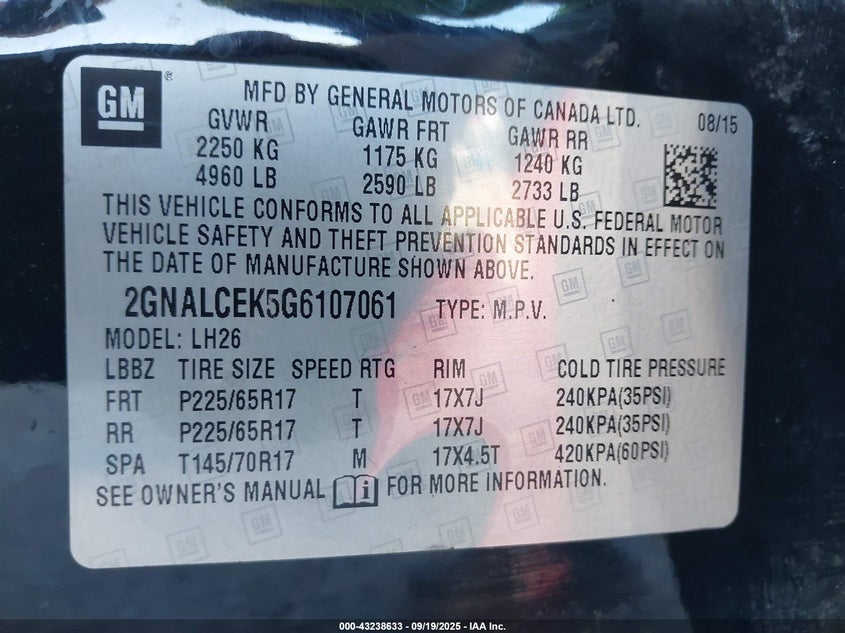 GM ®
MFD BY GENERAL MOTORS OF CANADA LTD. 08/15
GVWR GAWR FRT GAWR RR
2250 KG 1175 KG 1240 KG
4960 LB 2590 LB 2733 LB
THIS VEHICLE CONFORMS TO ALL APPLICABLE U.S. FEDERAL MOTOR
VEHICLE SAFETY AND THEFT PREVENTION STANDARDS IN EFFECT ON
THE DATE OF MANUFACTURE SHOWN ABOVE.
2GNALCEK5G6107061 TYPE: M.P.V.
MODEL: LH26
LBBZ TIRE SIZE SPEED RTG RIM COLD TIRE PRESSURE
FRT P225/65R17 T 17X7J 240KPA(35PSI)
RR P225/65R17 T 17X7J 240KPA(35PSI)
SPA T145/70R17 M 17X4.5T 420KPA(60PSI)
SEE OWNER'S MANUAL i FOR MORE INFORMATION.
000-43238633 - 09/19/2025 - IAA Inc.